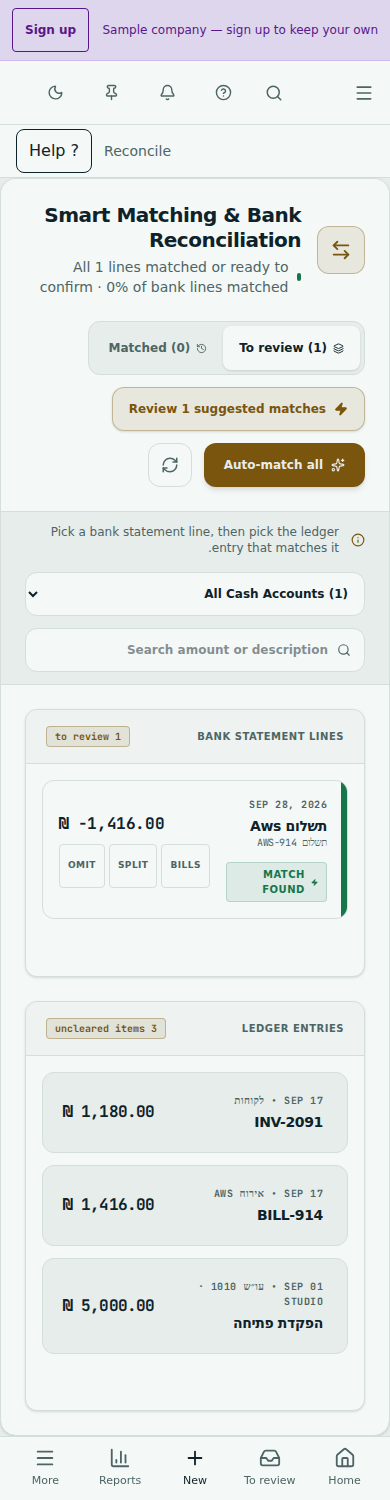 Sign up
Sample company — sign up to keep your own
Help ?
Reconcile
Smart Matching & Bank
Reconciliation
All 1 lines matched or ready to
confirm · 0% of bank lines matched
To review (1)
Matched (0)
Review 1 suggested matches
Auto-match all
Pick a bank statement line, then pick the ledger
.entry that matches it
All Cash Accounts (1)
Search amount or description
BANK STATEMENT LINES
to review 1
SEP 28, 2026
תשלום Aws
תשלום AWS-914
MATCH
FOUND
₪ -1,416.00
BILLS
SPLIT
OMIT
LEDGER ENTRIES
uncleared items 3
SEP 17 • לקוחות
INV-2091
₪ 1,180.00
SEP 17 • אירוח AWS
BILL-914
₪ 1,416.00
SEP 01 • עו״ש 1010 ·
STUDIO
הפקדת פתיחה
₪ 5,000.00
Home
To review
New
Reports
More